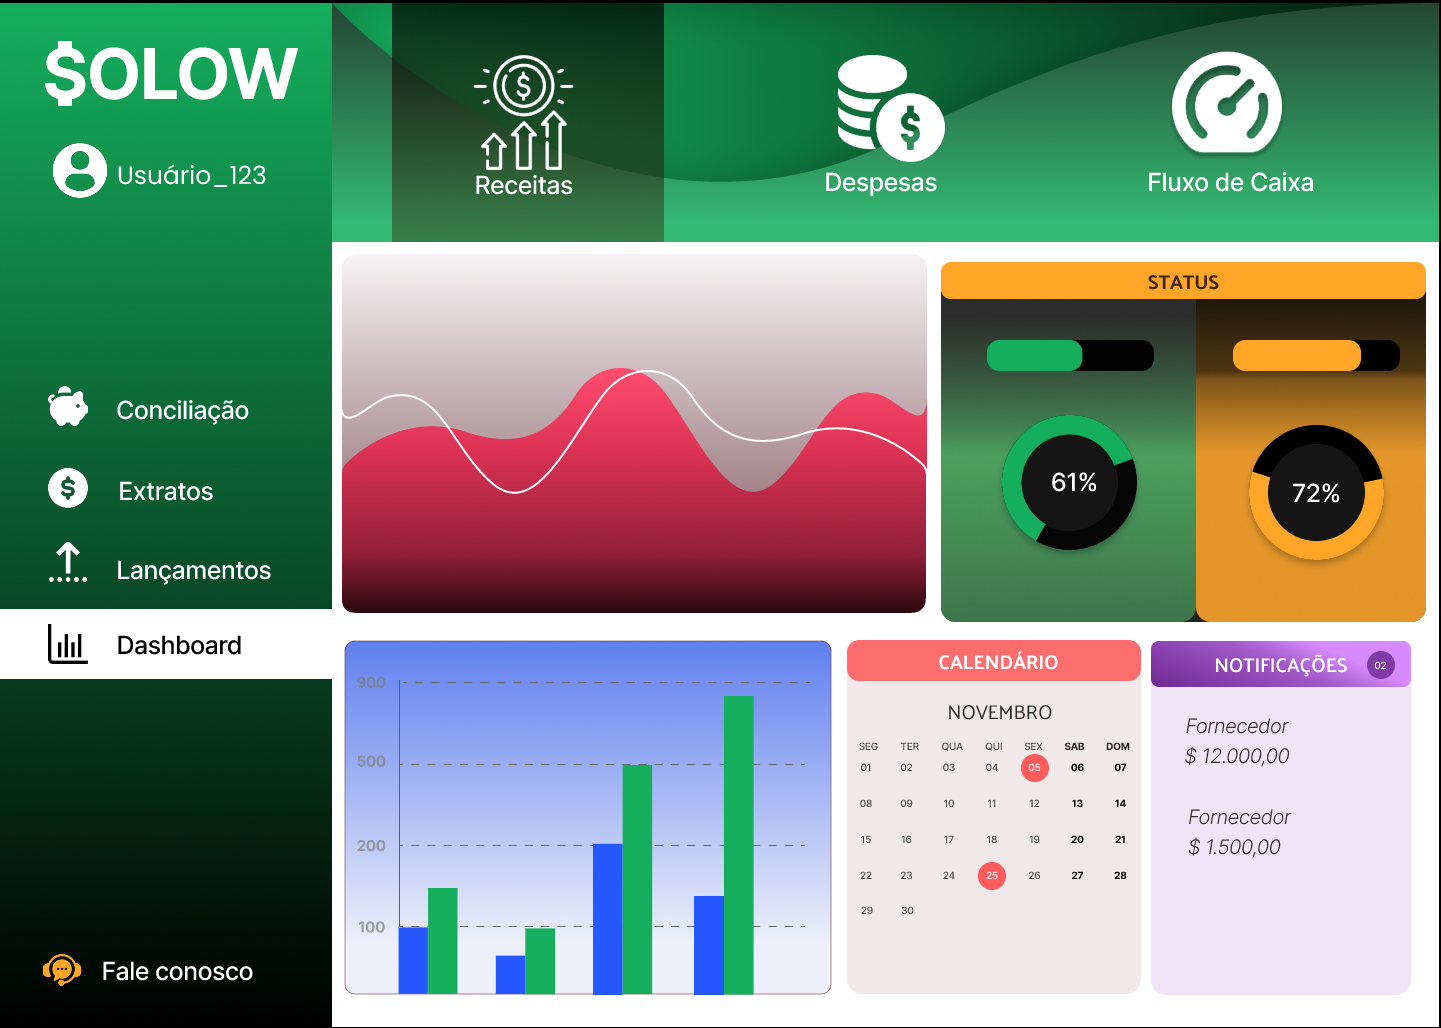 $OLOW
Usuário_123
Conciliação
Extratos
Lançamentos
Dashboard
Fale conosco
Receitas
Despesas
Fluxo de Caixa
STATUS
61%
72%
900
500
200
100
CALENDÁRIO
NOVEMBRO
SEG TER QUA QUI SEX SAB DOM
01 02 03 04 05 06 07
08 09 10 11 12 13 14
15 16 17 18 19 20 21
22 23 24 25 26 27 28
29 30
NOTIFICAÇÕES 02
Fornecedor
$ 12.000,00
Fornecedor
$ 1.500,00